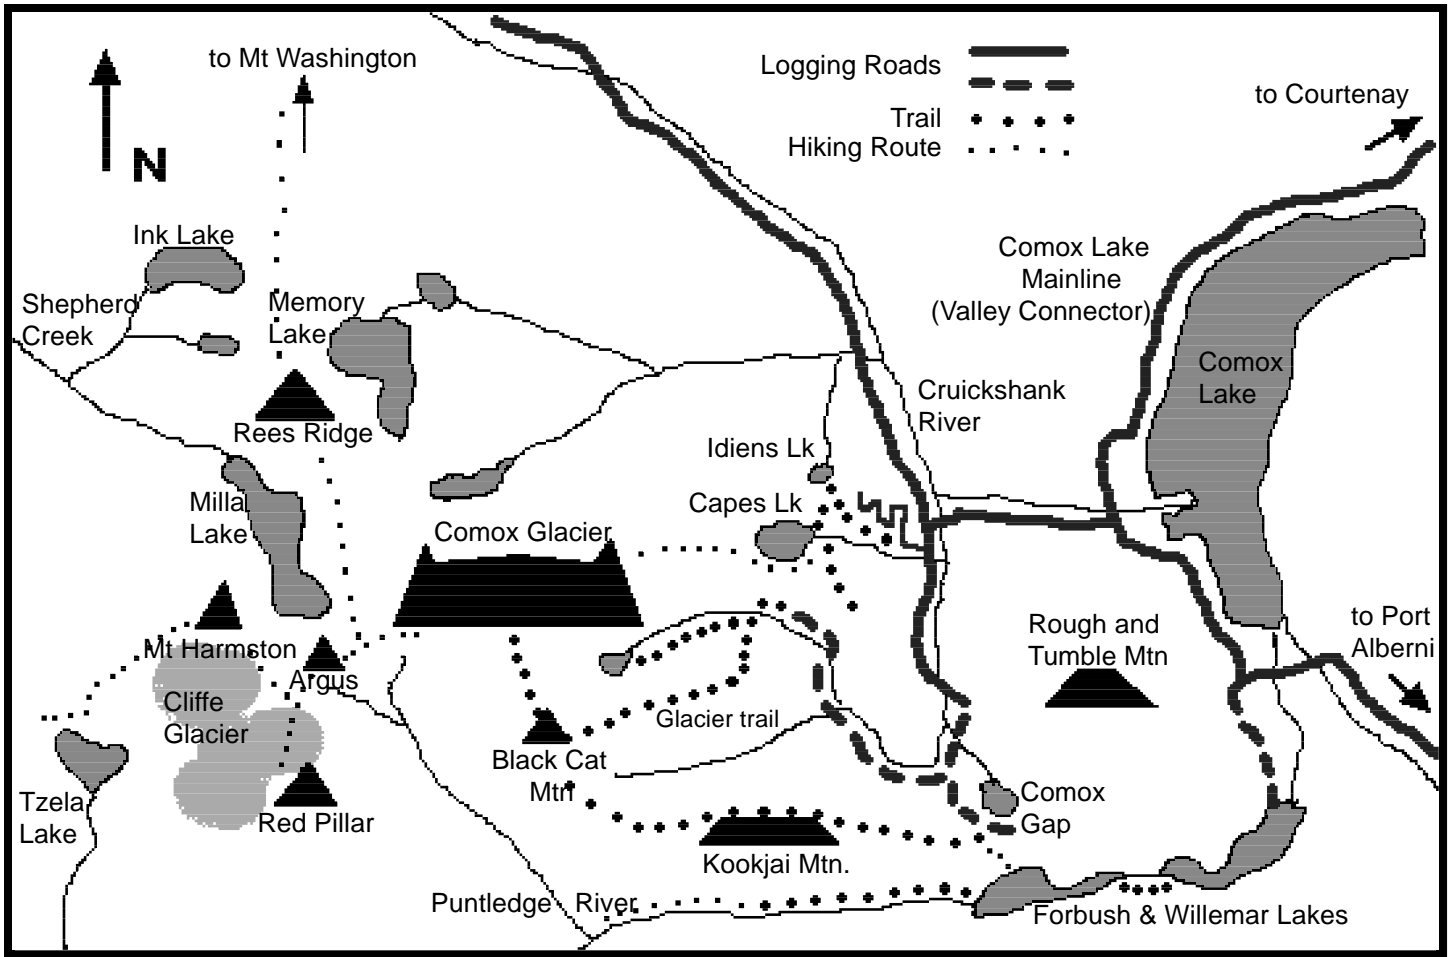 to Mt Washington
N
Logging Roads
Trail
Hiking Route
to Courtenay
Ink Lake
Shepherd
Creek
Memory
Lake
Comox Lake
Mainline
(Valley Connector)
Comox
Lake
Cruickshank
River
Rees Ridge
Idiens Lk
Capes Lk
Milla
Lake
Comox Glacier
Mt Harmston
Argus
Cliffe
Glacier
Rough and
Tumble Mtn
to Port
Alberni
Glacier trail
Black Cat
Mtn
Tzela
Lake
Red Pillar
Comox
Gap
Kookjai Mtn.
Puntledge River
Forbush & Willemar Lakes